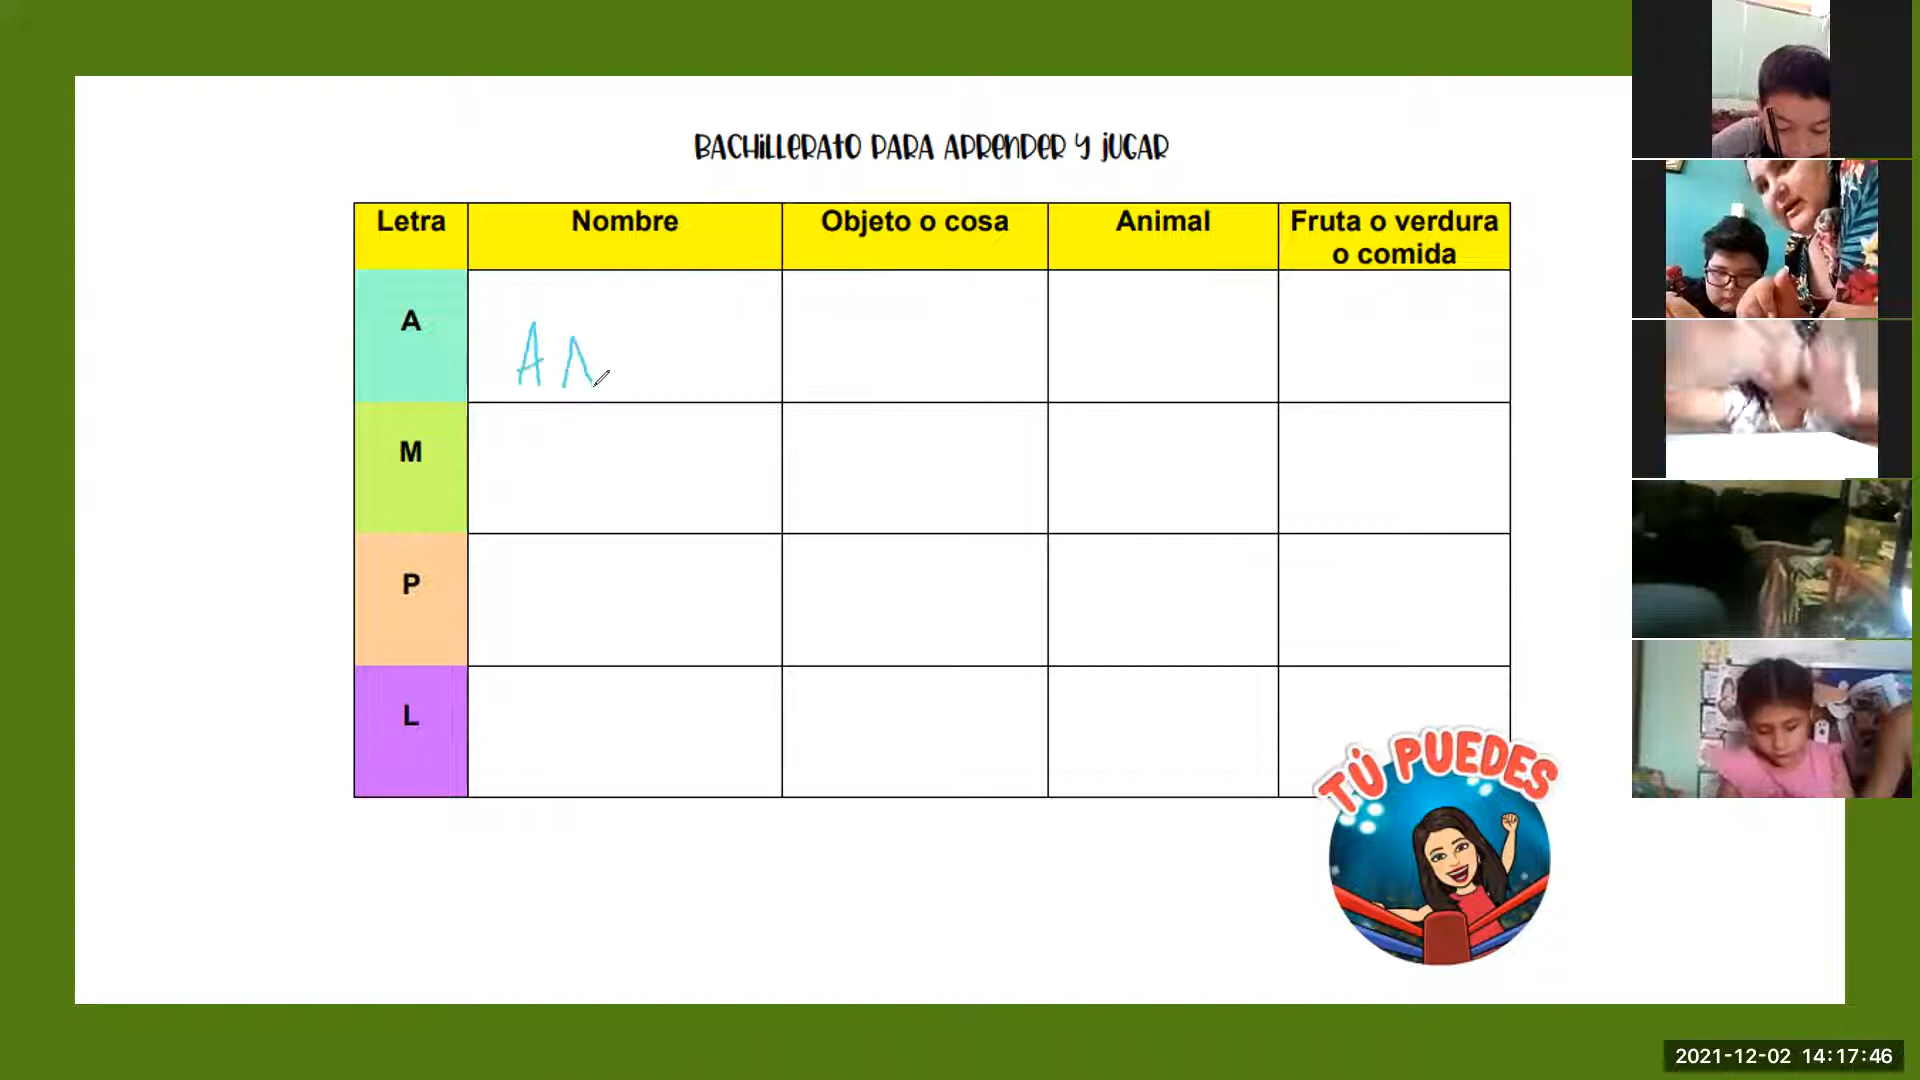 BACHILLERATO PARA APRENDER Y JUGAR
Letra Nombre Objeto o cosa Animal Fruta o verdura
o comida
A
A
M
P
L
TÚ PUEDES
2021-12-02 14:17:46